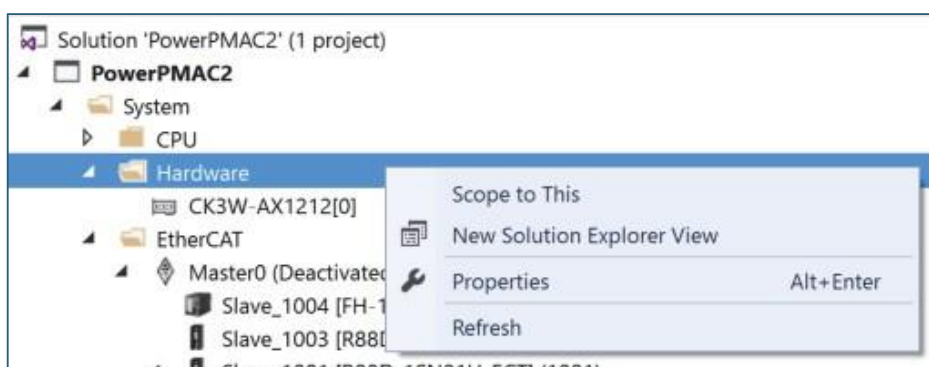 Solution 'PowerPMAC2' (1 project)
PowerPMAC2
System
CPU
Hardware
CK3W-AX1212[0]
EtherCAT
Master0 (Deactivated
Slave_1004 [FH-1
Slave_1003 [R88D
Scope to This
New Solution Explorer View
Properties Alt+Enter
Refresh